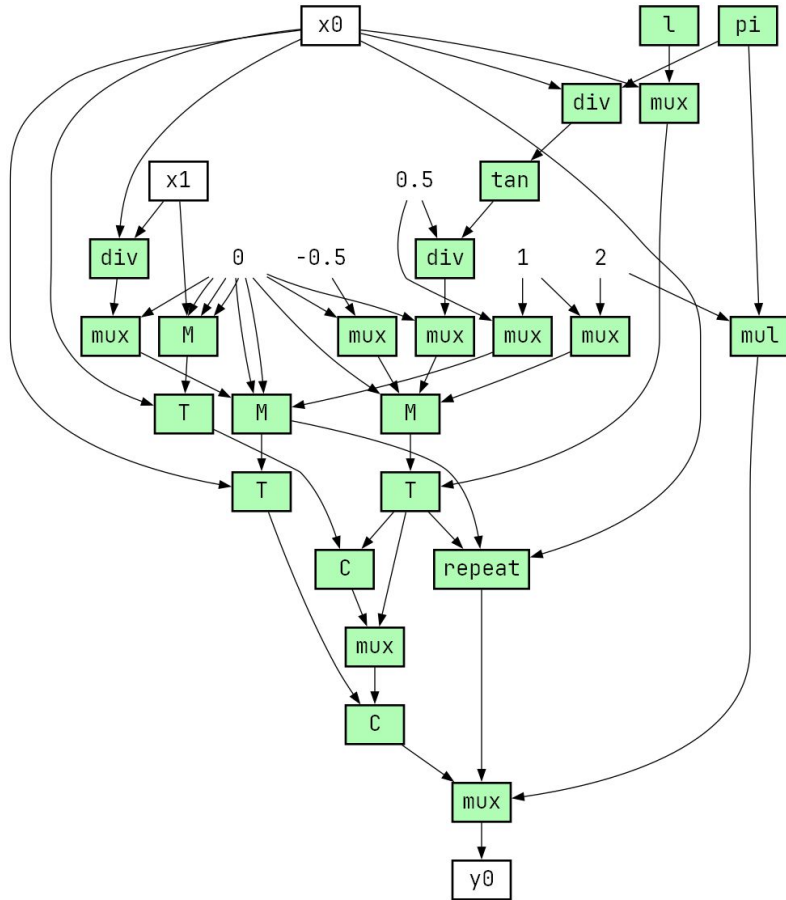 x0 l pi
div mux
x1 0.5 tan
div 0 -0.5 div 1 2
mux M mux mux mux mux mul
T M M
T T
C repeat
mux
C
mux
y0